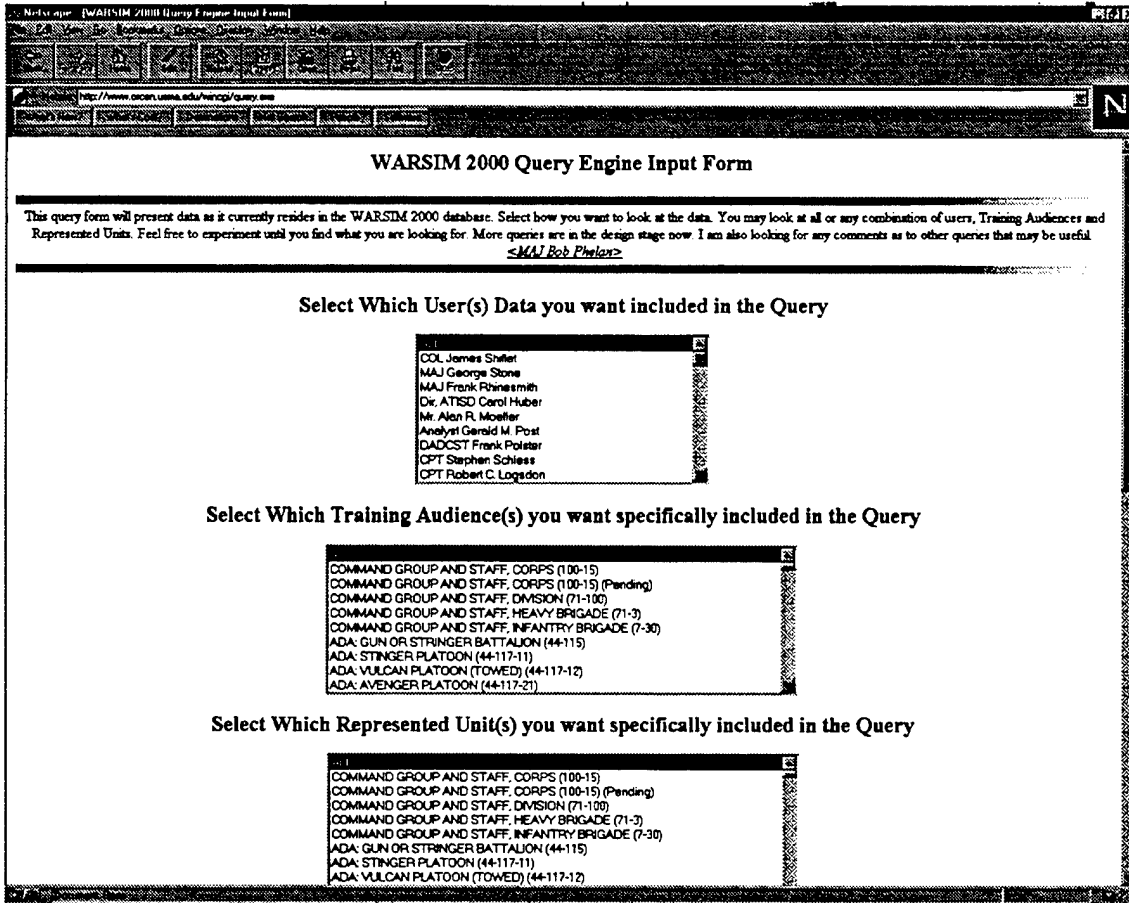 Netscape - [WARSIM 2000 Query Engine Input Form]
http://www.orcen.usma.edu/wincgi/query.exe
N
WARSIM 2000 Query Engine Input Form
This query form will present data as it currently resides in the WARSIM 2000 database. Select how you want to look at the data. You may look at all or any combination of users, Training Audiences and
Represented Units. Feel free to experiment until you find what you are looking for. More queries are in the design stage now. I am also looking for any comments as to other queries that may be useful.
<MAJ Bob Phelan>
Select Which User(s) Data you want included in the Query
COL James Shiflet
MAJ George Stone
MAJ Frank Rhinesmith
Dir, ATISD Carol Huber
Mr. Alan R. Moeller
Analyst Gerald M. Post
DADCST Frank Polster
CPT Stephen Schiess
CPT Robert C. Logsdon
Select Which Training Audience(s) you want specifically included in the Query
COMMAND GROUP AND STAFF, CORPS (100-15)
COMMAND GROUP AND STAFF, CORPS (100-15) (Pending)
COMMAND GROUP AND STAFF, DIVISION (71-100)
COMMAND GROUP AND STAFF, HEAVY BRIGADE (71-3)
COMMAND GROUP AND STAFF, INFANTRY BRIGADE (7-30)
ADA: GUN OR STRINGER BATTALION (44-115)
ADA: STINGER PLATOON (44-117-11)
ADA: VULCAN PLATOON (TOWED) (44-117-12)
ADA: AVENGER PLATOON (44-117-21)
Select Which Represented Unit(s) you want specifically included in the Query
COMMAND GROUP AND STAFF, CORPS (100-15)
COMMAND GROUP AND STAFF, CORPS (100-15) (Pending)
COMMAND GROUP AND STAFF, DIVISION (71-100)
COMMAND GROUP AND STAFF, HEAVY BRIGADE (71-3)
COMMAND GROUP AND STAFF, INFANTRY BRIGADE (7-30)
ADA: GUN OR STRINGER BATTALION (44-115)
ADA: STINGER PLATOON (44-117-11)
ADA: VULCAN PLATOON (TOWED) (44-117-12)